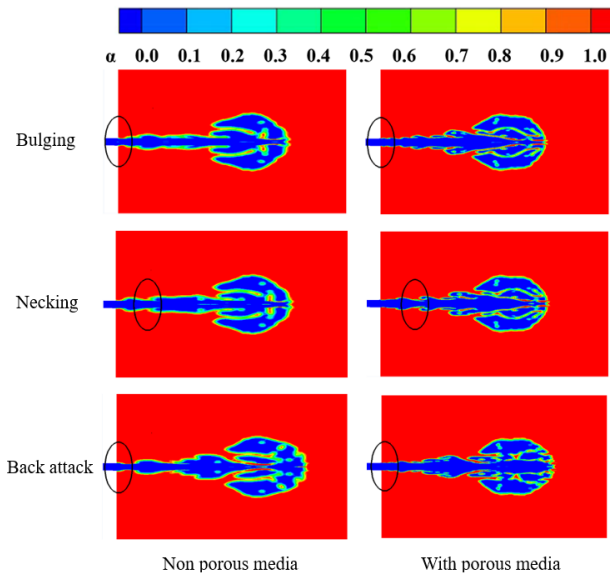 α 0.0 0.1 0.2 0.3 0.4 0.5 0.6 0.7 0.8 0.9 1.0
Bulging
Necking
Back attack
Non porous media With porous media